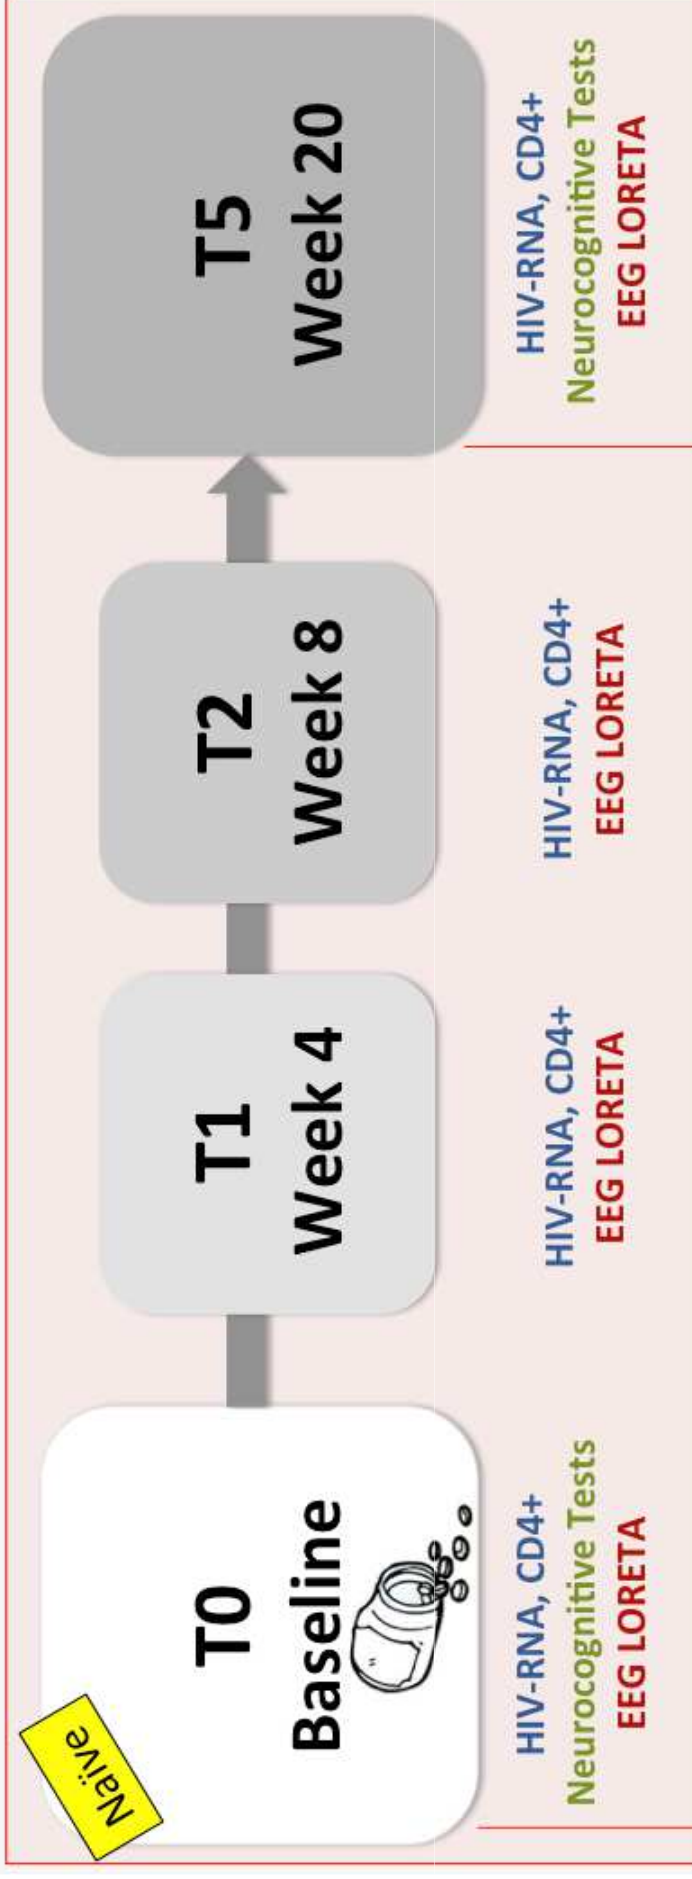 Naïve
T0
Baseline
HIV-RNA, CD4+
Neurocognitive Tests
EEG LORETA
T1
Week 4
HIV-RNA, CD4+
EEG LORETA
T2
Week 8
HIV-RNA, CD4+
EEG LORETA
T5
Week 20
HIV-RNA, CD4+
Neurocognitive Tests
EEG LORETA